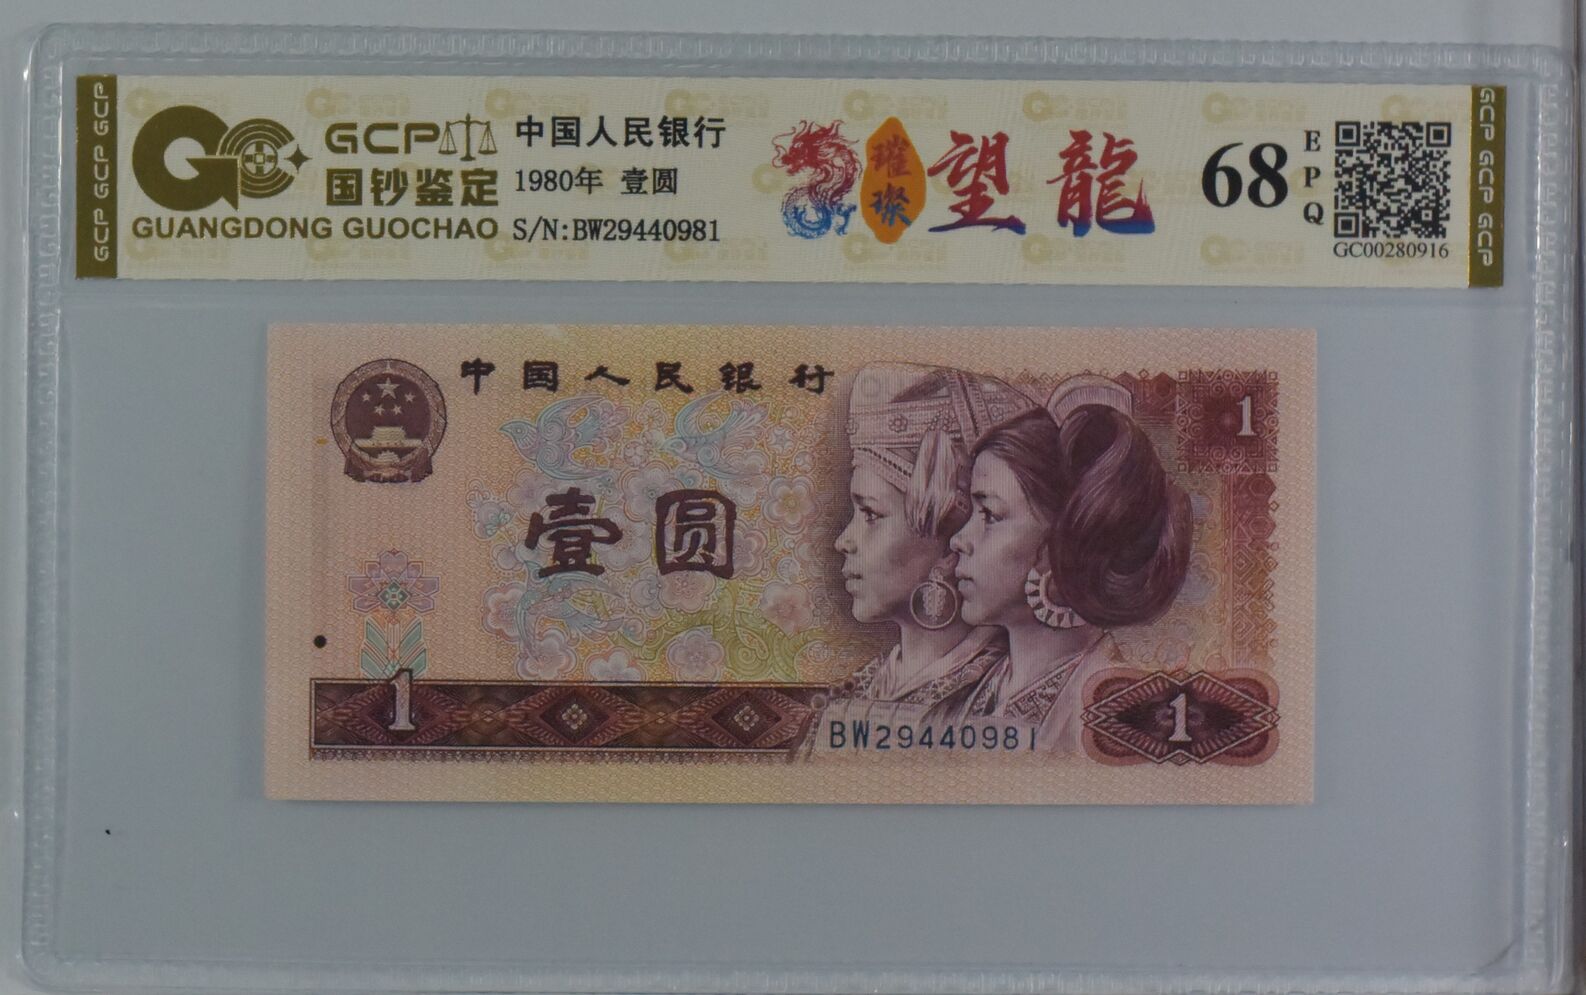 GCP GCP GCP
GC GCP
国钞鉴定
GUANGDONG GUOCHAO
中国人民银行
1980年 壹圆
S/N:BW29440981
璀璨
望龍
68
EPQ
GC00280916
GCP GCP GCP
中国人民银行
1
壹圆
1
BW29440981
1